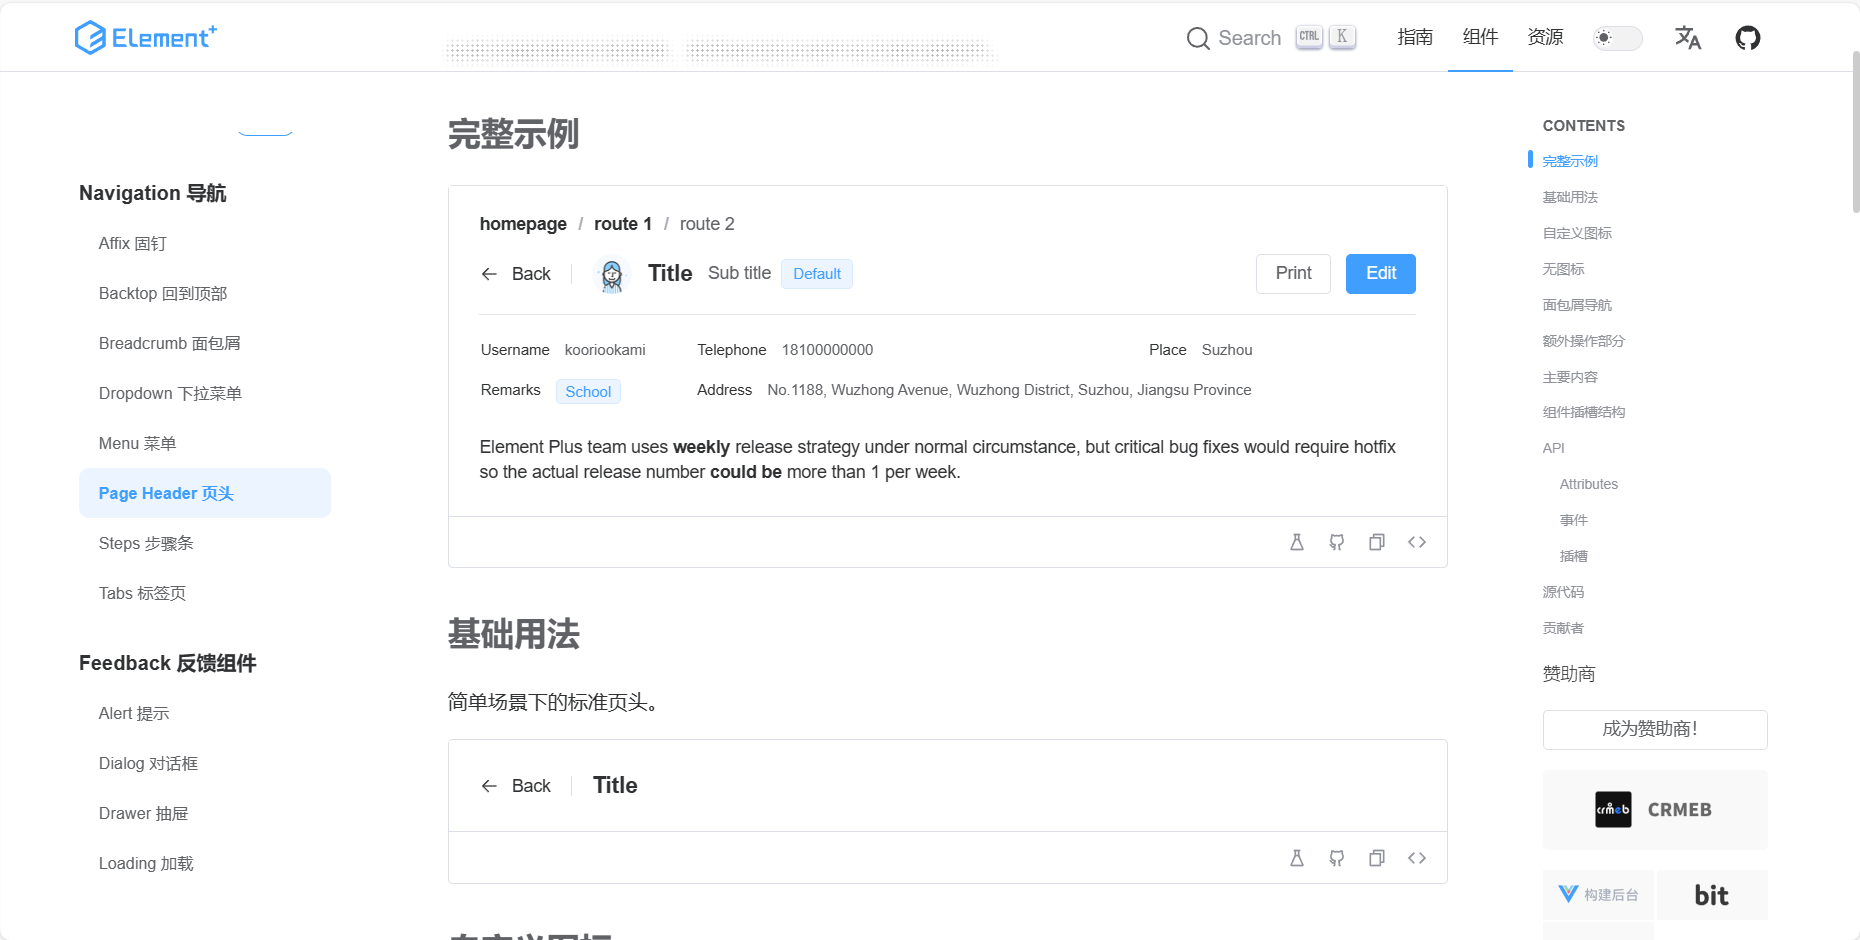 Element+
Search CTRL K 指南 组件 资源
Navigation 导航
Affix 固钉
Backtop 回到顶部
Breadcrumb 面包屑
Dropdown 下拉菜单
Menu 菜单
Page Header 页头
Steps 步骤条
Tabs 标签页
Feedback 反馈组件
Alert 提示
Dialog 对话框
Drawer 抽屉
Loading 加载
完整示例
homepage / route 1 / route 2
Back Title Sub title Default Print Edit
Username kooriookami Telephone 18100000000 Place Suzhou
Remarks School Address No.1188, Wuzhong Avenue, Wuzhong District, Suzhou, Jiangsu Province
Element Plus team uses weekly release strategy under normal circumstance, but critical bug fixes would require hotfix
so the actual release number could be more than 1 per week.
基础用法
简单场景下的标准页头。
Back Title
自定义图标
CONTENTS
完整示例
基础用法
自定义图标
无图标
面包屑导航
额外操作部分
主要内容
组件插槽结构
API
Attributes
事件
插槽
源代码
贡献者
赞助商
成为赞助商!
crmeb CRMEB
构建后台 bit